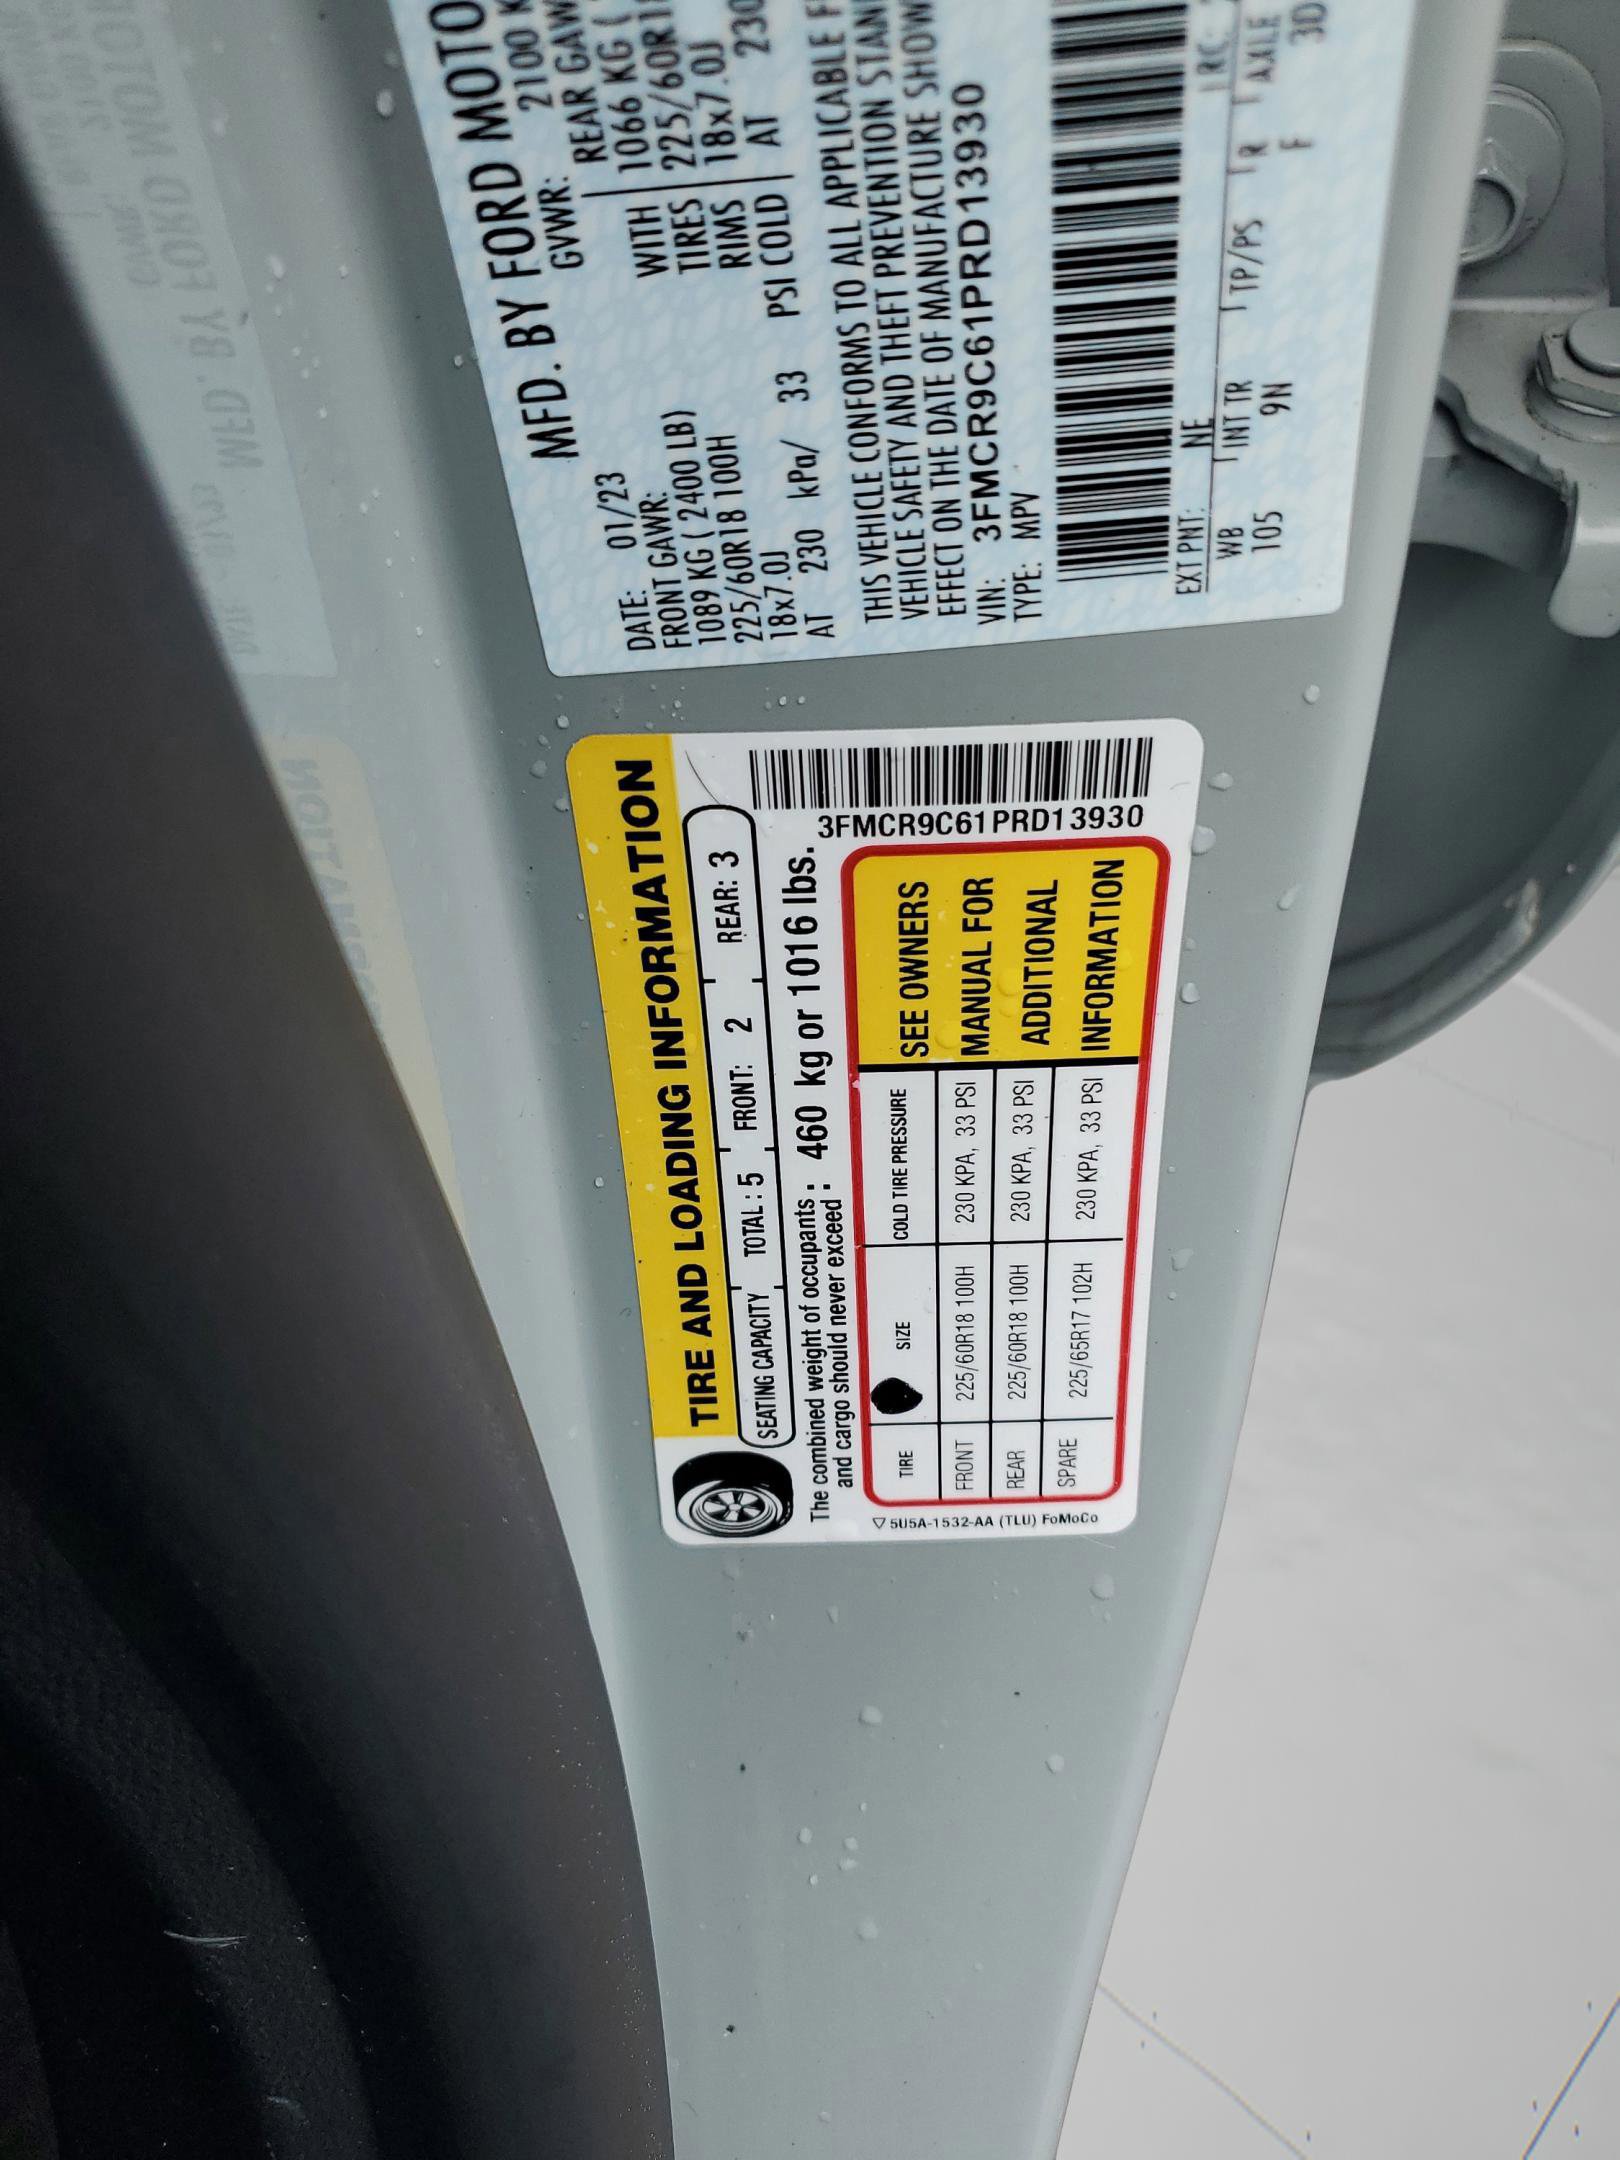 MFD. BY FORD MOTO
DATE: 01/23 GVWR: 2100 K
FRONT GAWR: REAR GAW
1089 KG ( 2400 LB) WITH 1066 KG (
225/60R18 100H TIRES 225/60R18
18x7.0J RIMS 18x7.0J
AT 230 kPa/ 33 PSI COLD AT 230
THIS VEHICLE CONFORMS TO ALL APPLICABLE F
VEHICLE SAFETY AND THEFT PREVENTION STAN
EFFECT ON THE DATE OF MANUFACTURE SHOW
VIN: 3FMCR9C61PRD13930
TYPE: MPV
EXT PNT: NE RC:
WB INT TR TP/PS R AXLE
105 9N F 3D
TIRE AND LOADING INFORMATION
SEATING CAPACITY TOTAL : 5 FRONT: 2 REAR: 3
The combined weight of occupants : 460 kg or 1016 lbs.
and cargo should never exceed :
3FMCR9C61PRD13930
TIRE SIZE COLD TIRE PRESSURE
FRONT 225/60R18 100H 230 KPA, 33 PSI
REAR 225/60R18 100H 230 KPA, 33 PSI
SPARE 225/65R17 102H 230 KPA, 33 PSI
SEE OWNERS
MANUAL FOR
ADDITIONAL
INFORMATION
5U5A-1532-AA (TLU) FoMoCo